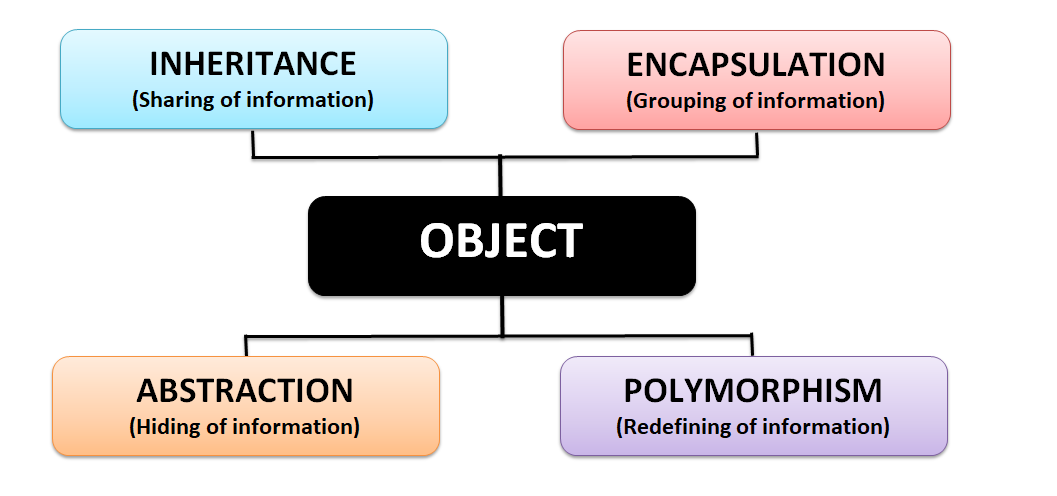 INHERITANCE
(Sharing of information)
ENCAPSULATION
(Grouping of information)
OBJECT
ABSTRACTION
(Hiding of information)
POLYMORPHISM
(Redefining of information)